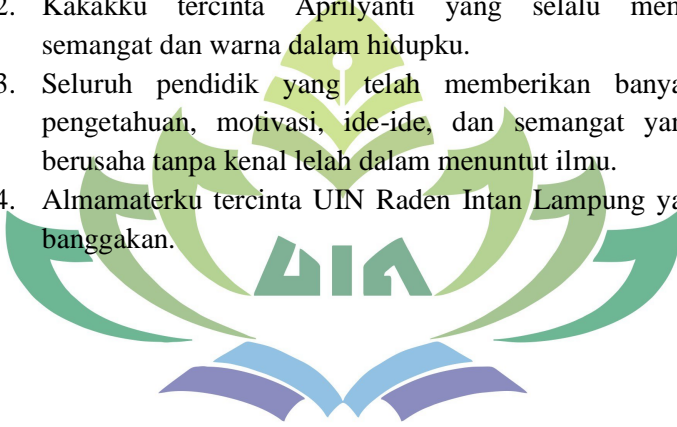 2. Kakakku tercinta Aprilyanti yang selalu mem
semangat dan warna dalam hidupku.
3. Seluruh pendidik yang telah memberikan banya
pengetahuan, motivasi, ide-ide, dan semangat yan
berusaha tanpa kenal lelah dalam menuntut ilmu.
4. Almamaterku tercinta UIN Raden Intan Lampung ya
banggakan.
UIN